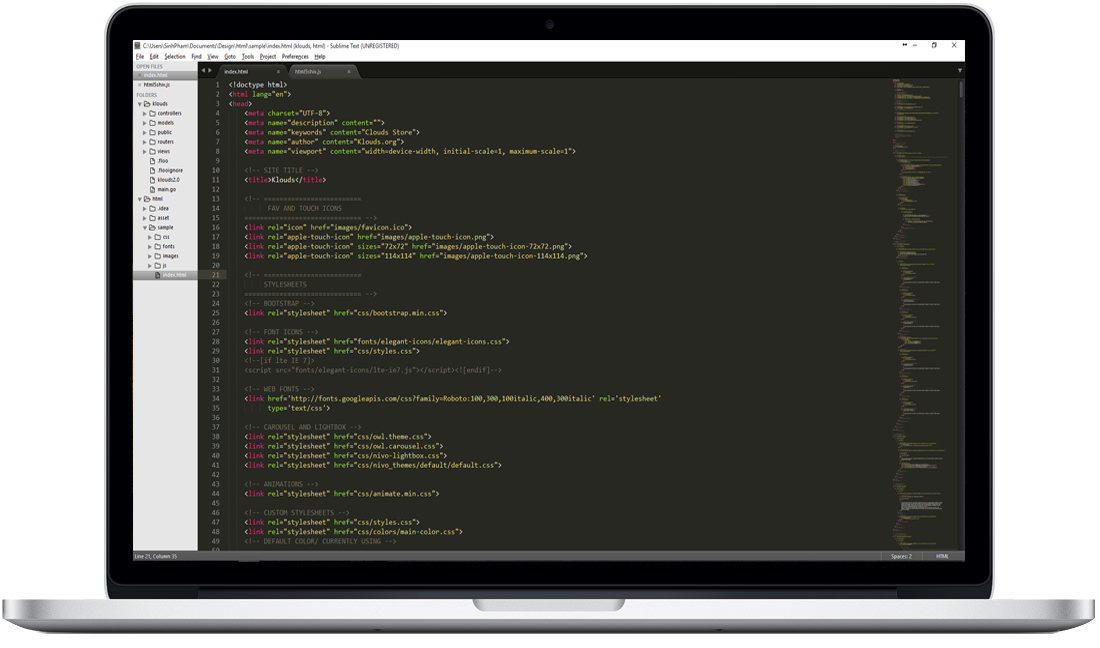 C:\Users\SinhPham\Documents\Design\html\sample\index.html (klouds, html) - Sublime Text (UNREGISTERED)
File Edit Selection Find View Goto Tools Project Preferences Help
OPEN FILES
index.html
× html5shiv.js
FOLDERS
klouds
controllers
models
public
routers
views
.floo
.flooignore
klouds2.0
main.go
html
.idea
asset
sample
css
fonts
images
js
index.html
index.html × html5shiv.js ×
1 <!doctype html>
2 <html lang="en">
3 <head>
4 <meta charset="UTF-8">
5 <meta name="description" content="">
6 <meta name="keywords" content="Clouds Store">
7 <meta name="author" content="Klouds.org">
8 <meta name="viewport" content="width=device-width, initial-scale=1, maximum-scale=1">
9
10 <!-- SITE TITLE -->
11 <title>Klouds</title>
12
13 <!-- =========================
14 FAV AND TOUCH ICONS
15 ============================== -->
16 <link rel="icon" href="images/favicon.ico">
17 <link rel="apple-touch-icon" href="images/apple-touch-icon.png">
18 <link rel="apple-touch-icon" sizes="72x72" href="images/apple-touch-icon-72x72.png">
19 <link rel="apple-touch-icon" sizes="114x114" href="images/apple-touch-icon-114x114.png">
20
21 <!-- =========================
22 STYLESHEETS
23 ============================== -->
24 <!-- BOOTSTRAP -->
25 <link rel="stylesheet" href="css/bootstrap.min.css">
26
27 <!-- FONT ICONS -->
28 <link rel="stylesheet" href="fonts/elegant-icons/elegant-icons.css">
29 <link rel="stylesheet" href="css/styles.css">
30 <!--[if lte IE 7]>
31 <script src="fonts/elegant-icons/lte-ie7.js"></script><![endif]-->
32
33 <!-- WEB FONTS -->
34 <link href='http://fonts.googleapis.com/css?family=Roboto:100,300,100italic,400,300italic' rel='stylesheet'
35 type='text/css'>
36
37 <!-- CAROUSEL AND LIGHTBOX -->
38 <link rel="stylesheet" href="css/owl.theme.css">
39 <link rel="stylesheet" href="css/owl.carousel.css">
40 <link rel="stylesheet" href="css/nivo-lightbox.css">
41 <link rel="stylesheet" href="css/nivo_themes/default/default.css">
42
43 <!-- ANIMATIONS -->
44 <link rel="stylesheet" href="css/animate.min.css">
45
46 <!-- CUSTOM STYLESHEETS -->
47 <link rel="stylesheet" href="css/styles.css">
48 <link rel="stylesheet" href="css/colors/main-color.css">
49 <!-- DEFAULT COLOR/ CURRENTLY USING -->
Line 21, Column 35 Spaces: 2 HTML